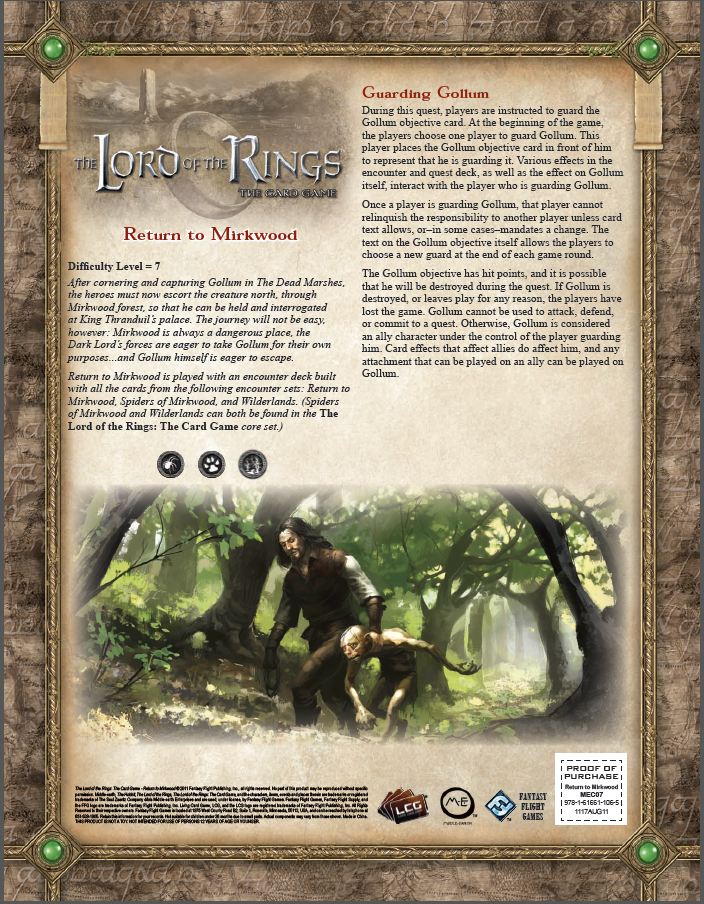 THE LORD OF THE RINGS
THE CARD GAME
Return to Mirkwood
Difficulty Level = 7
After cornering and capturing Gollum in The Dead Marshes,
the heroes must now escort the creature north, through
Mirkwood forest, so that he can be held and interrogated
at King Thranduil's palace. The journey will not be easy,
however: Mirkwood is always a dangerous place, the
Dark Lord's forces are eager to take Gollum for their own
purposes...and Gollum himself is eager to escape.
Return to Mirkwood is played with an encounter deck built
with all the cards from the following encounter sets: Return to
Mirkwood, Spiders of Mirkwood, and Wilderlands. (Spiders
of Mirkwood and Wilderlands can both be found in the The
Lord of the Rings: The Card Game core set.)
Guarding Gollum
During this quest, players are instructed to guard the
Gollum objective card. At the beginning of the game,
the players choose one player to guard Gollum. This
player places the Gollum objective card in front of him
to represent that he is guarding it. Various effects in the
encounter and quest deck, as well as the effect on Gollum
itself, interact with the player who is guarding Gollum.
Once a player is guarding Gollum, that player cannot
relinquish the responsibility to another player unless card
text allows, or–in some cases–mandates a change. The
text on the Gollum objective itself allows the players to
choose a new guard at the end of each game round.
The Gollum objective has hit points, and it is possible
that he will be destroyed during the quest. If Gollum is
destroyed, or leaves play for any reason, the players have
lost the game. Gollum cannot be used to attack, defend,
or commit to a quest. Otherwise, Gollum is considered
an ally character under the control of the player guarding
him. Card effects that affect allies do affect him, and any
attachment that can be played on an ally can be played on
Gollum.
THIS PRODUCT IS NOT A TOY. NOT INTENDED FOR USE OF PERSONS 12 YEARS OF AGE OR YOUNGER.
LCG
MIDDLE-EARTH
FANTASY
FLIGHT
GAMES
PROOF OF
PURCHASE
Return to Mirkwood
MEC07
978-1-61661-106-5
1117AUG11